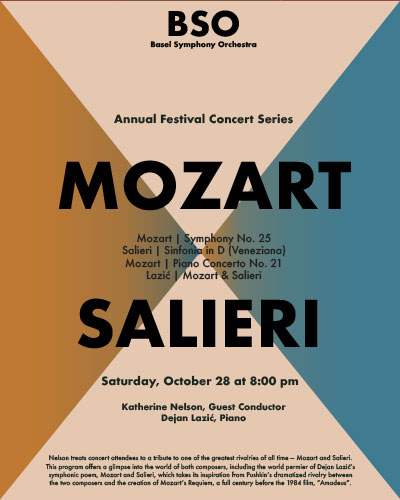 BSO
Basel Symphony Orchestra
Annual Festival Concert Series
MOZART
Mozart | Symphony No. 25
Salieri | Sinfonia in D (Veneziana)
Mozart | Piano Concerto No. 21
Lazić | Mozart & Salieri
SALIERI
Saturday, October 28 at 8:00 pm
Katherine Nelson, Guest Conductor
Dejan Lazić, Piano
Nelson treats concert attendees to a tribute to one of the greatest rivalries of all time – Mozart and Salieri.
This program offers a glimpse into the world of both composers, including the world permier of Dejan Lazić's
symphonic poem, Mozart and Salieri, which takes its inspiration from Pushkin's dramatized rivalry between
the two composers and the creation of Mozart's Requiem, a full century before the 1984 film, "Amadeus".